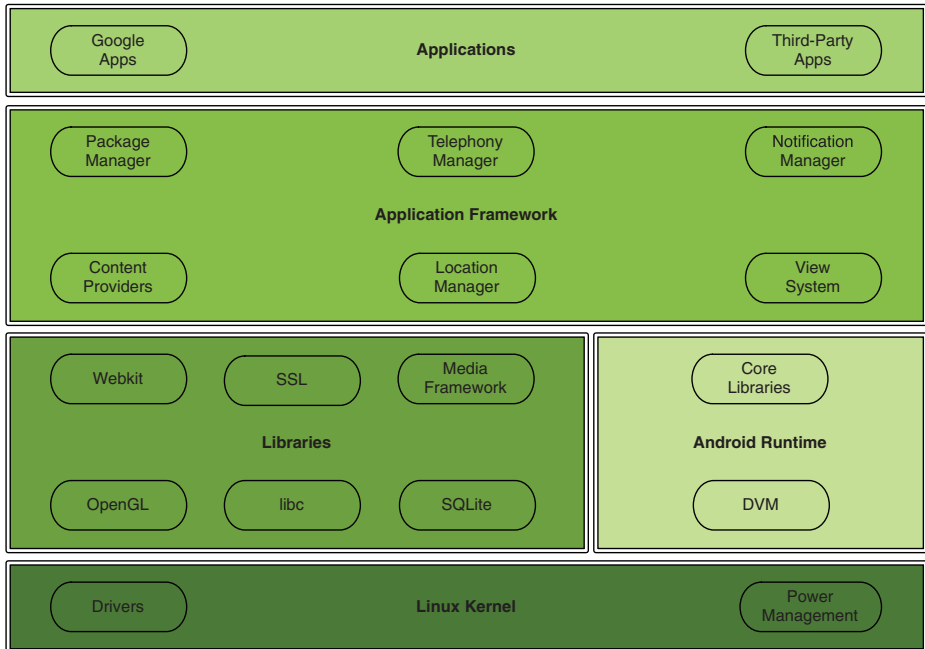 Google
Apps
Applications
Third-Party
Apps
Package
Manager
Telephony
Manager
Notification
Manager
Application Framework
Content
Providers
Location
Manager
View
System
Webkit
SSL
Media
Framework
Libraries
OpenGL
libc
SQLite
Core
Libraries
Android Runtime
DVM
Drivers
Linux Kernel
Power
Management